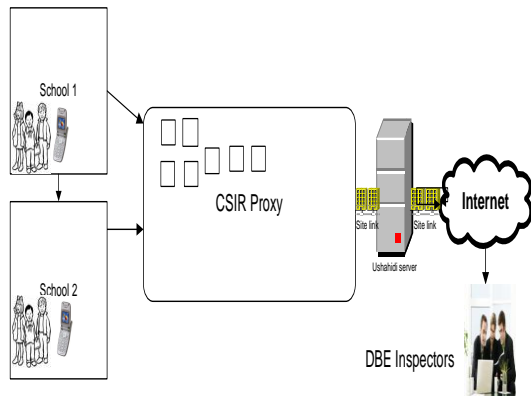 School 1
CSIR Proxy
Site link
Site link
Ushahidi server
Internet
School 2
DBE Inspectors